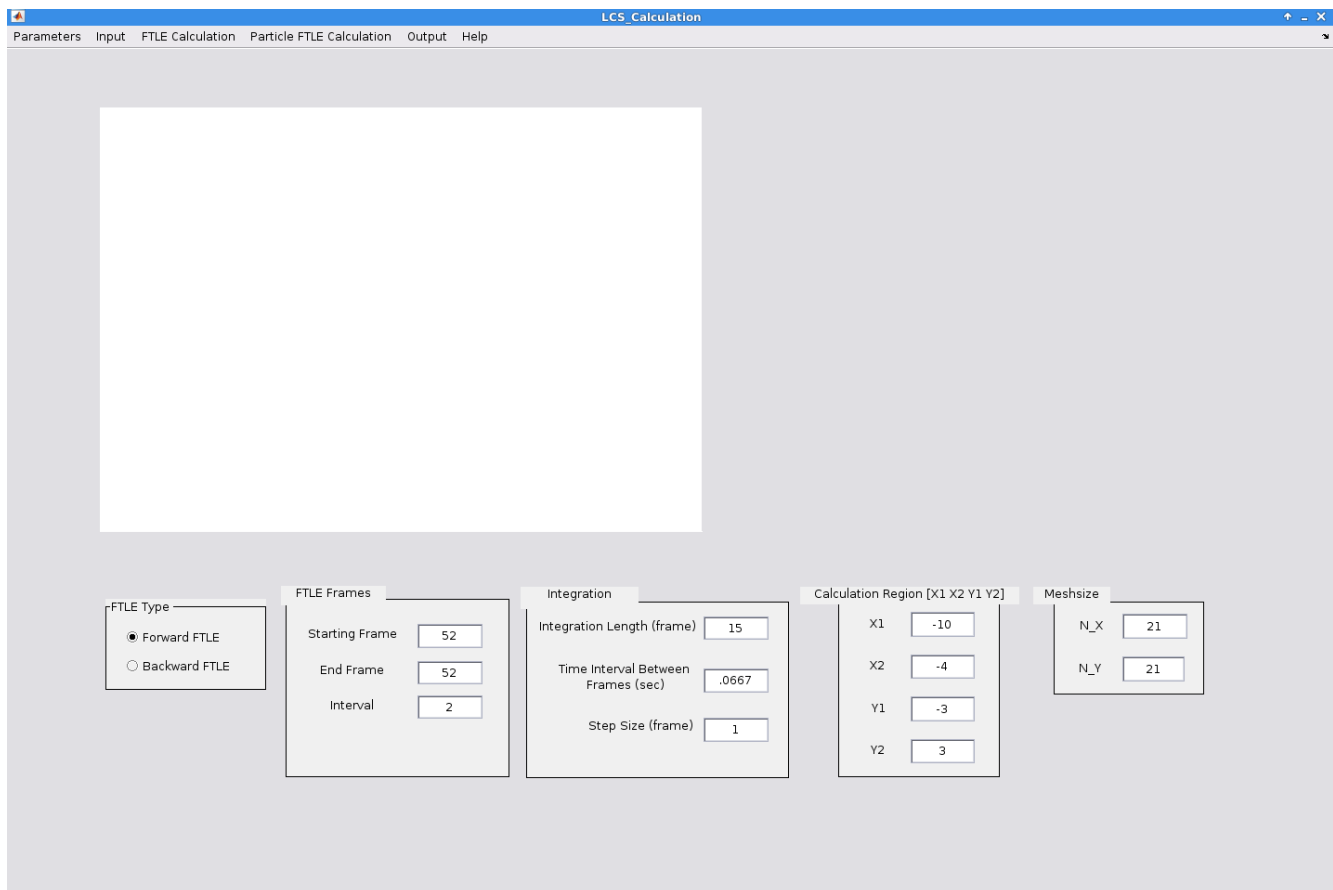 LCS_Calculation
Parameters Input FTLE Calculation Particle FTLE Calculation Output Help
FTLE Type
Forward FTLE
Backward FTLE
FTLE Frames
Starting Frame 52
End Frame 52
Interval 2
Integration
Integration Length (frame) 15
Time Interval Between
Frames (sec) .0667
Step Size (frame) 1
Calculation Region [X1 X2 Y1 Y2]
X1 -10
X2 -4
Y1 -3
Y2 3
Meshsize
N_X 21
N_Y 21